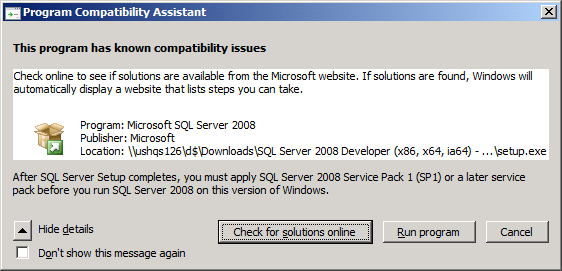 Program Compatibility Assistant
This program has known compatibility issues
Check online to see if solutions are available from the Microsoft website. If solutions are found, Windows will
automatically display a website that lists steps you can take.
Program: Microsoft SQL Server 2008
Publisher: Microsoft
Location: \\ushqs126\d$\Downloads\SQL Server 2008 Developer (x86, x64, ia64) - ...\setup.exe
After SQL Server Setup completes, you must apply SQL Server 2008 Service Pack 1 (SP1) or a later service
pack before you run SQL Server 2008 on this version of Windows.
Hide details
Check for solutions online
Run program
Cancel
Don't show this message again